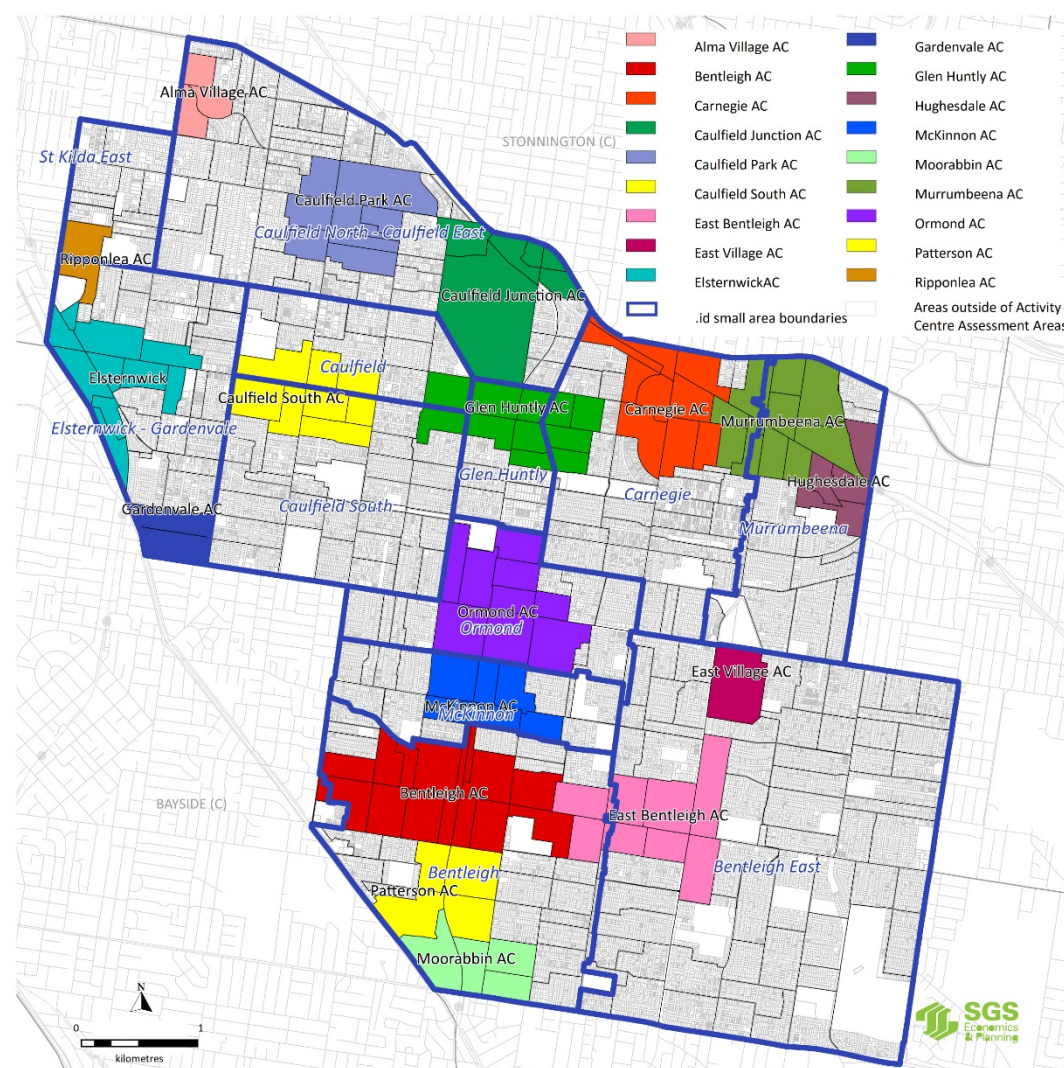 Alma Village AC
Bentleigh AC
Carnegie AC
Caulfield Junction AC
Caulfield Park AC
Caulfield South AC
East Bentleigh AC
East Village AC
ElsternwickAC
.id small area boundaries
Gardenvale AC
Glen Huntly AC
Hughesdale AC
McKinnon AC
Moorabbin AC
Murrumbeena AC
Ormond AC
Patterson AC
Ripponlea AC
Areas outside of Activity
Centre Assessment Areas
Alma Village AC
STONNINGTON (C)
St Kilda East
Caulfield Park AC
Caulfield North - Caulfield East
Ripponlea AC
Caulfield Junction AC
Caulfield
Elsternwick
Caulfield South AC
Glen Huntly AC
Carnegie AC
Murrumbeena AC
Elsternwick - Gardenvale
Glen Huntly
Hughesdale AC
Carnegie
Gardenvale AC
Caulfield South
Murrumbeena
Ormond AC
Ormond
East Village AC
McKinnon AC
McKinnon
BAYSIDE (C)
Bentleigh AC
East Bentleigh AC
Bentleigh
Bentleigh East
Patterson AC
Moorabbin AC
N
0 1
kilometres
SGS
Economics
& Planning